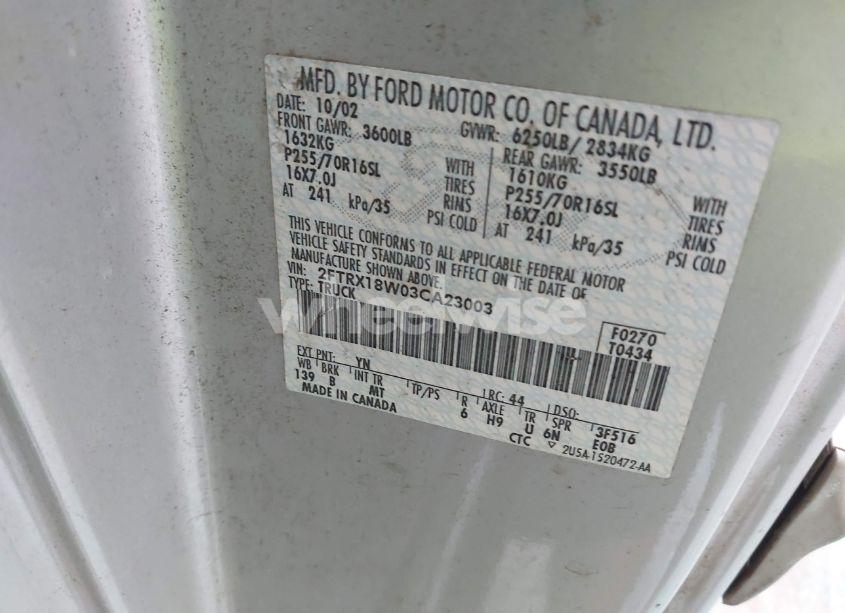 MFD. BY FORD MOTOR CO. OF CANADA, LTD.
DATE: 10/02 GVWR: 6250LB/ 2834KG
FRONT GAWR: 3600LB REAR GAWR: 3550LB
1632KG WITH 1610KG WITH
P255/70R16SL TIRES P255/70R16SL TIRES
16X7.0J RIMS 16X7.0J RIMS
AT 241 kPa/35 PSI COLD AT 241 kPa/35 PSI COLD
THIS VEHICLE CONFORMS TO ALL APPLICABLE FEDERAL MOTOR
VEHICLE SAFETY STANDARDS IN EFFECT ON THE DATE OF
MANUFACTURE SHOWN ABOVE.
VIN: 2FTRX18W03CA23003
TYPE: TRUCK
wheelwise
F0270
T0434
EXT PNT: YN RC: 44 DSO:
WB BRK INT TR TP/PS R AXLE TR SPR 3F516
139 B MT 6 H9 U 6N E0B
MADE IN CANADA CTC 2U5A-1520472-AA